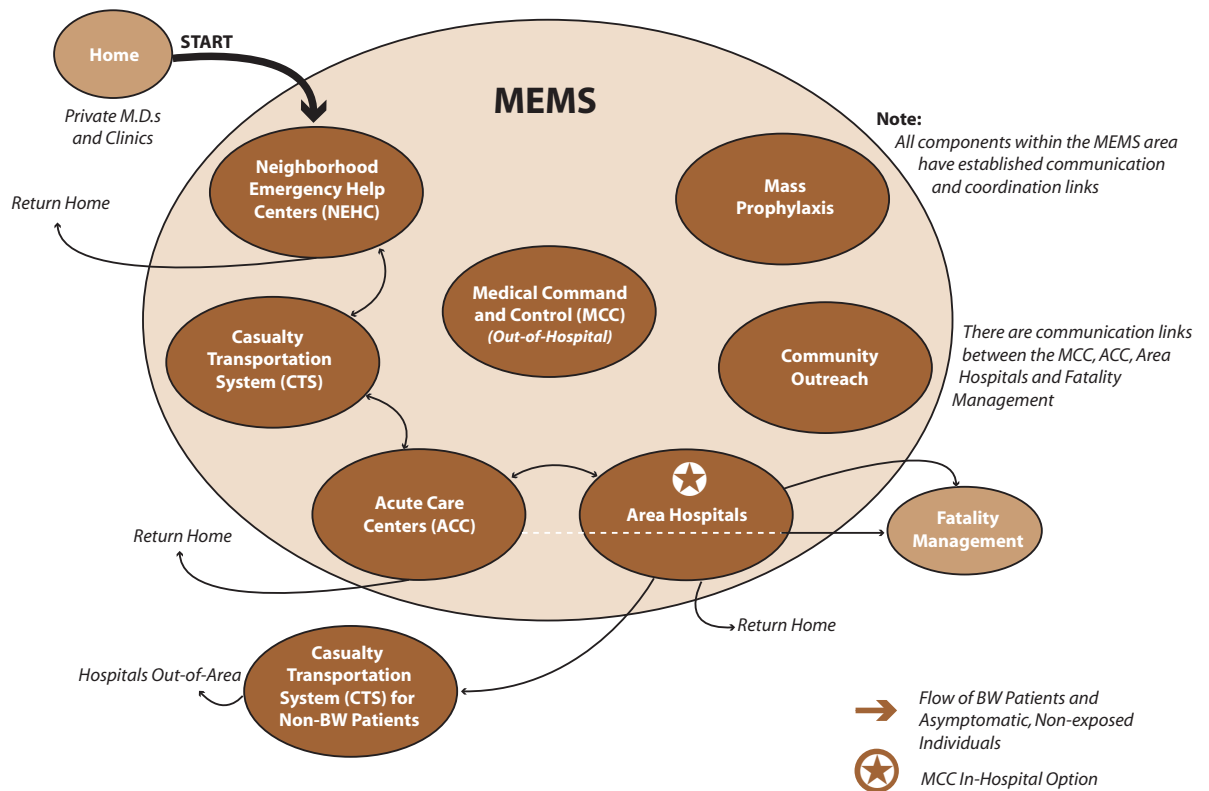 Home
START
Private M.D.s
and Clinics
MEMS
Note:
All components within the MEMS area
have established communication
and coordination links
Neighborhood
Emergency Help
Centers (NEHC)
Mass
Prophylaxis
Return Home
Medical Command
and Control (MCC)
(Out-of-Hospital)
Casualty
Transportation
System (CTS)
Community
Outreach
There are communication links
between the MCC, ACC, Area
Hospitals and Fatality
Management
Acute Care
Centers (ACC)
Area Hospitals
Fatality
Management
Return Home
Return Home
Casualty
Transportation
System (CTS) for
Non-BW Patients
Hospitals Out-of-Area
Flow of BW Patients and
Asymptomatic, Non-exposed
Individuals
MCC In-Hospital Option